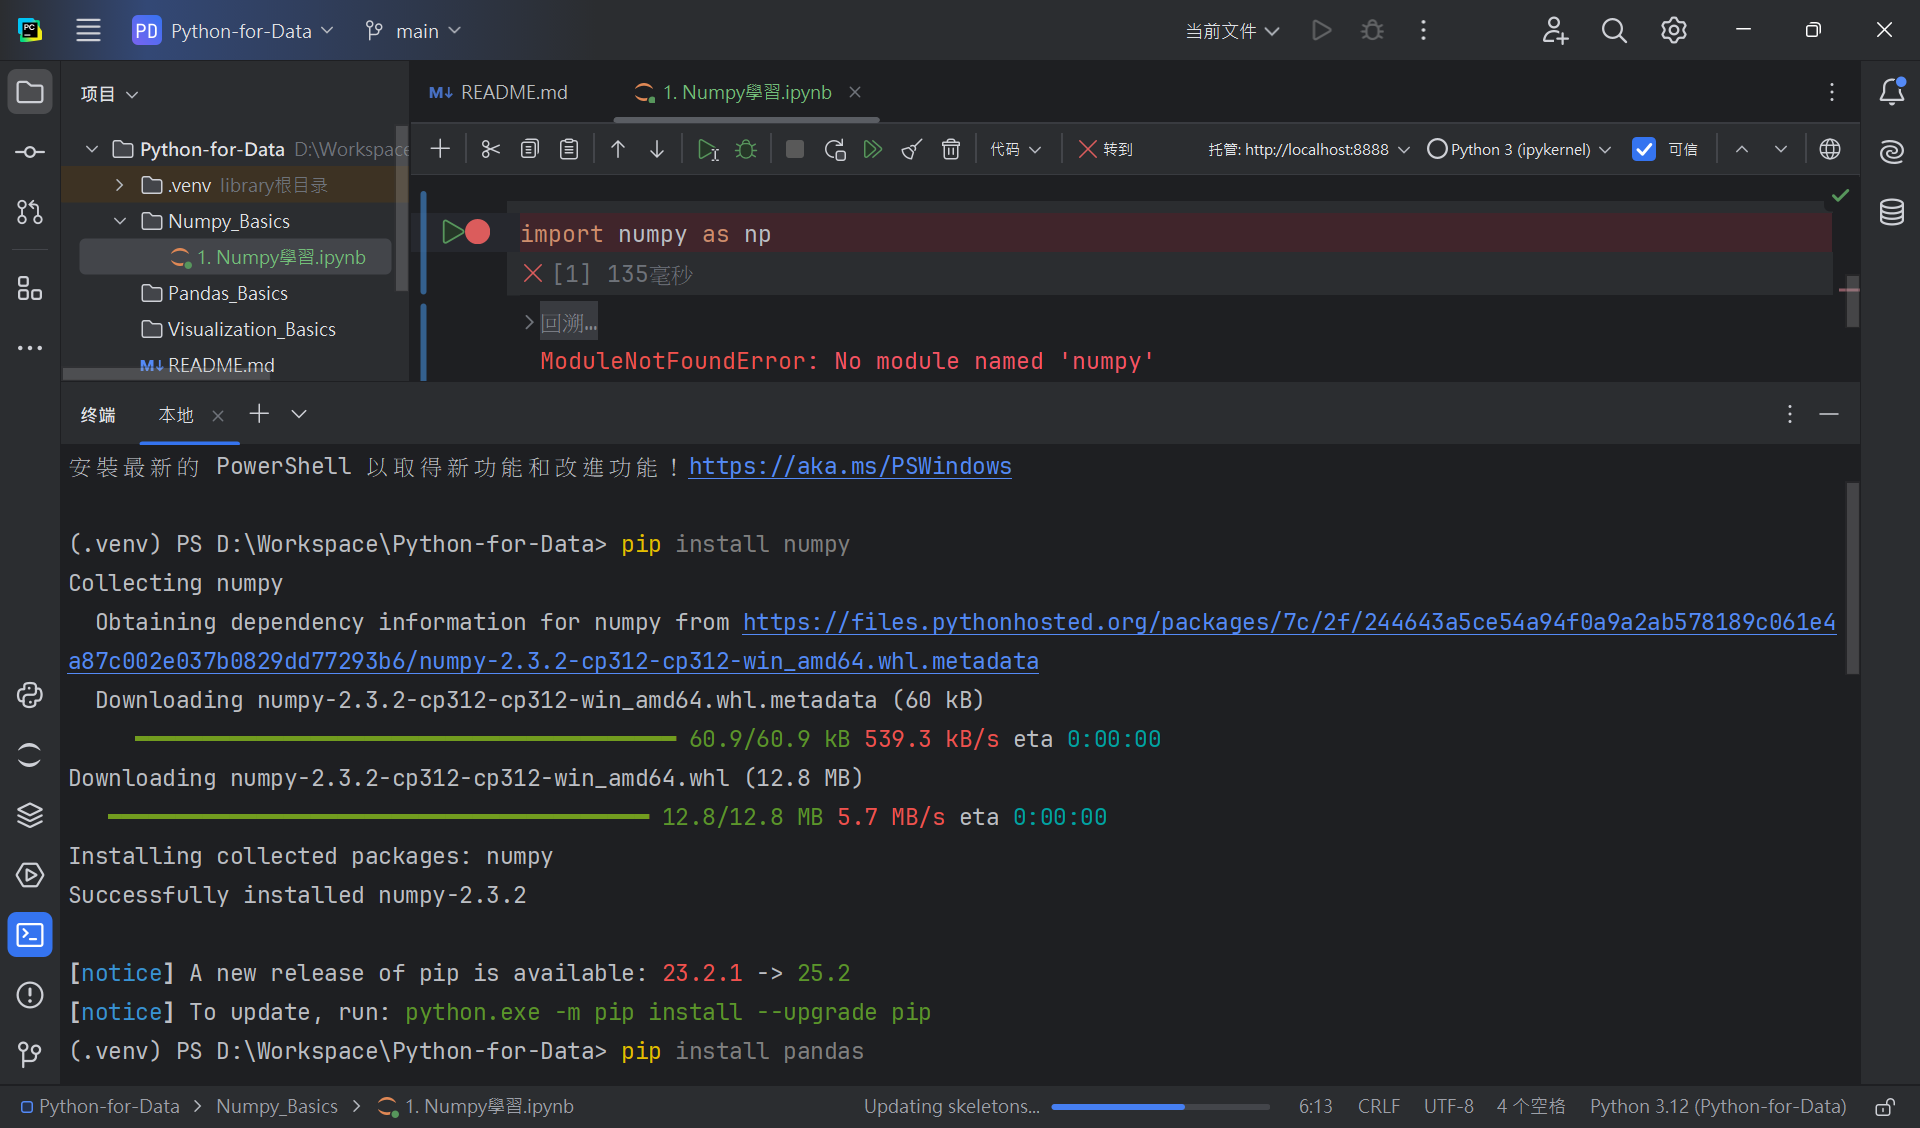 PD Python-for-Data main 当前文件
项目
README.md 1. Numpy學習.ipynb
Python-for-Data D:\Workspace
.venv library根目录
Numpy_Basics
1. Numpy學習.ipynb
Pandas_Basics
Visualization_Basics
README.md
代码 转到 托管: http://localhost:8888 Python 3 (ipykernel) 可信
import numpy as np
[1] 135毫秒
回溯…
ModuleNotFoundError: No module named 'numpy'
终端 本地
安裝最新的 PowerShell 以取得新功能和改進功能！https://aka.ms/PSWindows
(.venv) PS D:\Workspace\Python-for-Data> pip install numpy
Collecting numpy
Obtaining dependency information for numpy from https://files.pythonhosted.org/packages/7c/2f/244643a5ce54a94f0a9a2ab578189c061e4
a87c002e037b0829dd77293b6/numpy-2.3.2-cp312-cp312-win_amd64.whl.metadata
Downloading numpy-2.3.2-cp312-cp312-win_amd64.whl.metadata (60 kB)
60.9/60.9 kB 539.3 kB/s eta 0:00:00
Downloading numpy-2.3.2-cp312-cp312-win_amd64.whl (12.8 MB)
12.8/12.8 MB 5.7 MB/s eta 0:00:00
Installing collected packages: numpy
Successfully installed numpy-2.3.2
[notice] A new release of pip is available: 23.2.1 -> 25.2
[notice] To update, run: python.exe -m pip install --upgrade pip
(.venv) PS D:\Workspace\Python-for-Data> pip install pandas
Python-for-Data > Numpy_Basics > 1. Numpy學習.ipynb Updating skeletons... 6:13 CRLF UTF-8 4 个空格 Python 3.12 (Python-for-Data)